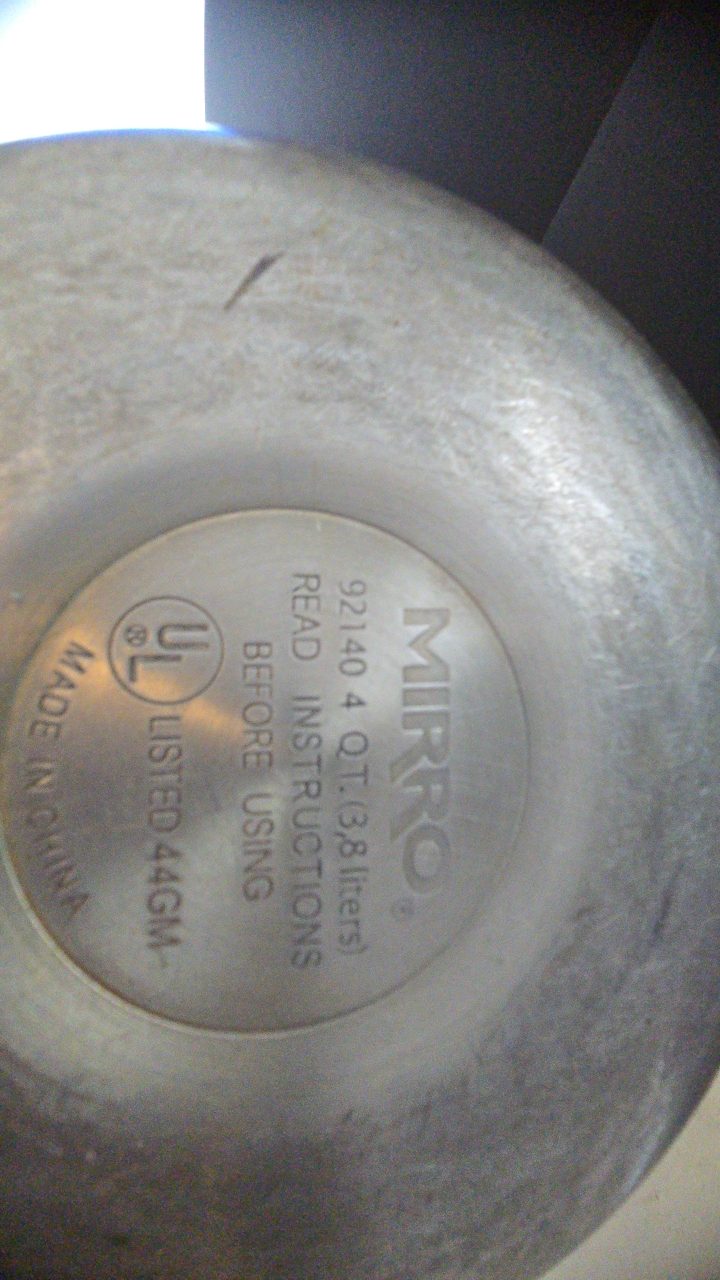 MIRRO®
92140 4 QT. (3,8 liters)
READ INSTRUCTIONS
BEFORE USING
UL® LISTED 44GM
MADE IN CHINA